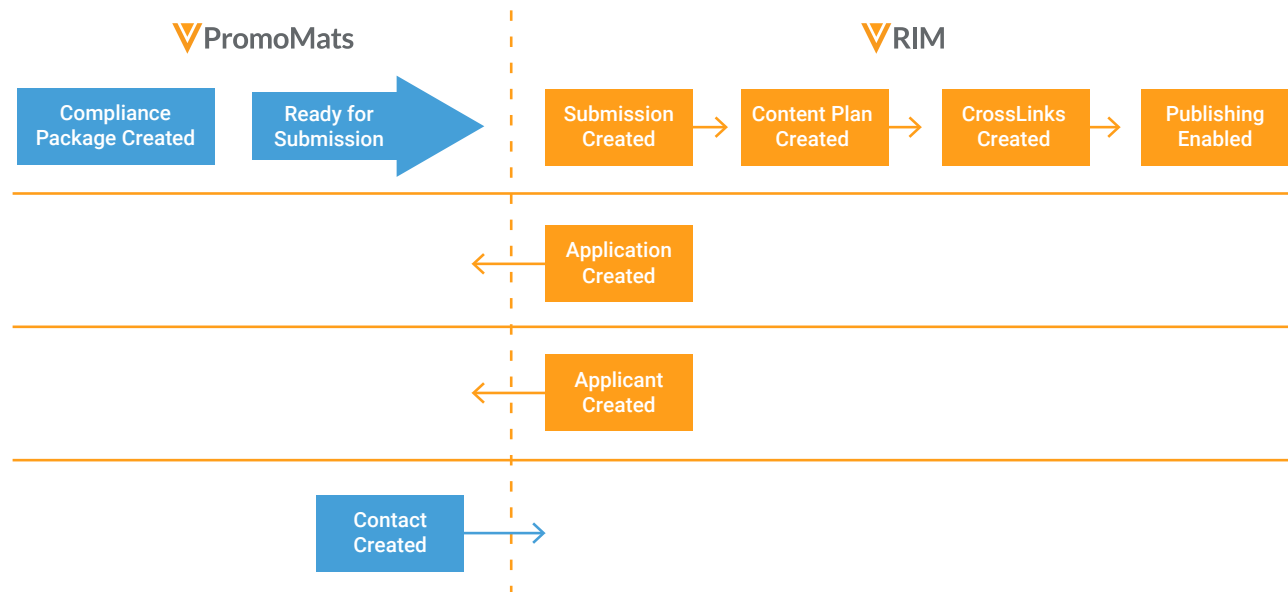 PromoMats
RIM
Compliance
Package Created
Ready for
Submission
Submission
Created
Content Plan
Created
CrossLinks
Created
Publishing
Enabled
Application
Created
Applicant
Created
Contact
Created